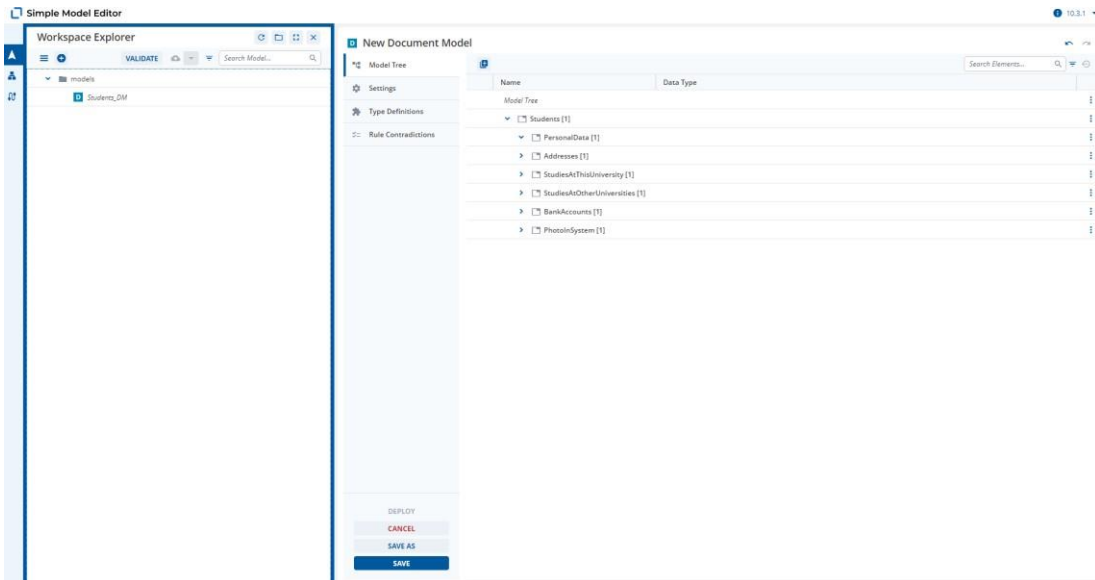 Simple Model Editor
10.3.1
Workspace Explorer
VALIDATE
Search Model...
models
D Students_DM
D New Document Model
Model Tree
Settings
Type Definitions
Rule Contradictions
DEPLOY
CANCEL
SAVE AS
SAVE
Search Elements...
Name Data Type
Model Tree
Students [1]
PersonalData [1]
Addresses [1]
StudiesAtThisUniversity [1]
StudiesAtOtherUniversities [1]
BankAccounts [1]
PhotoInSystem [1]